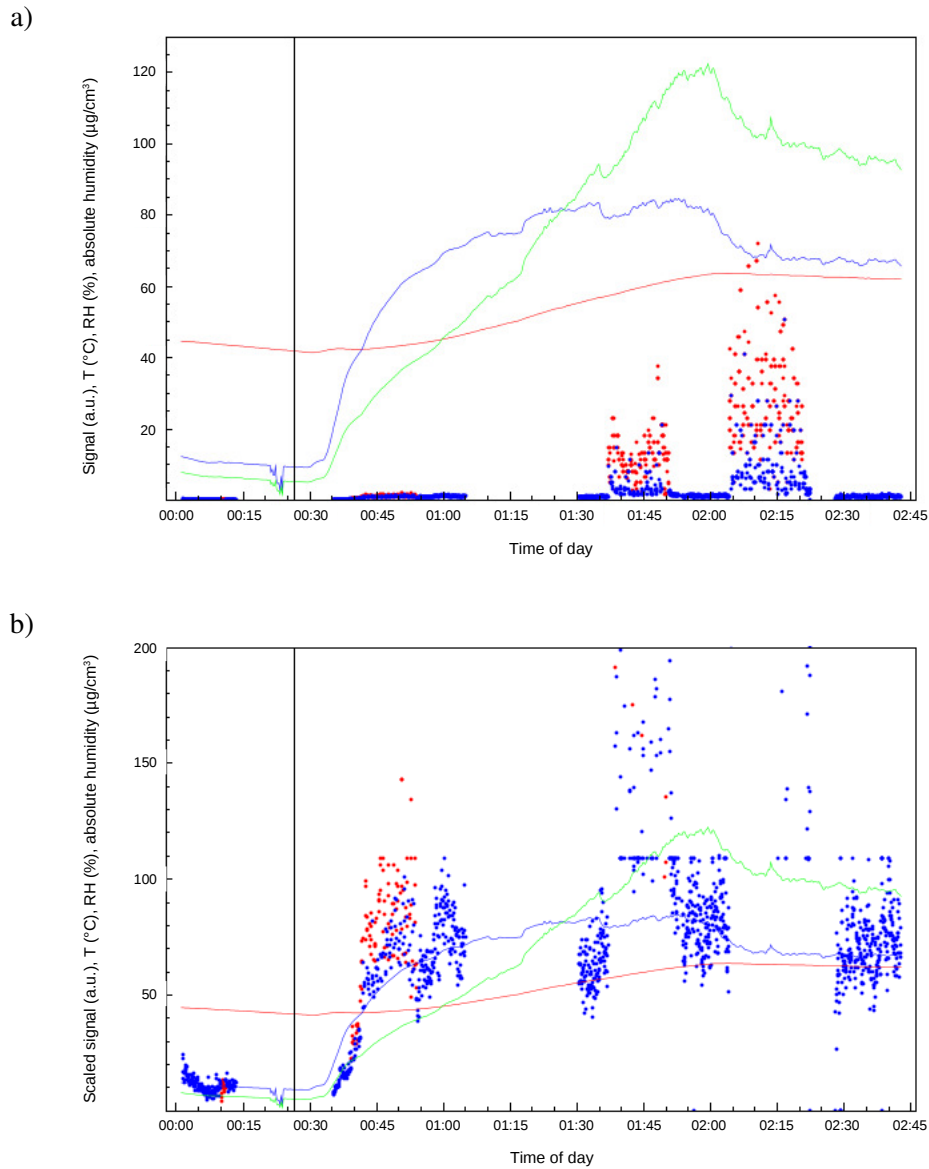 a)
Signal (a.u.), T (°C), RH (%), absolute humidity (µg/cm³)
120
100
80
60
40
20
00:00 00:15 00:30 00:45 01:00 01:15 01:30 01:45 02:00 02:15 02:30 02:45
Time of day
b)
Scaled signal (a.u.), T (°C), RH (%), absolute humidity (µg/cm³)
200
150
100
50
00:00 00:15 00:30 00:45 01:00 01:15 01:30 01:45 02:00 02:15 02:30 02:45
Time of day